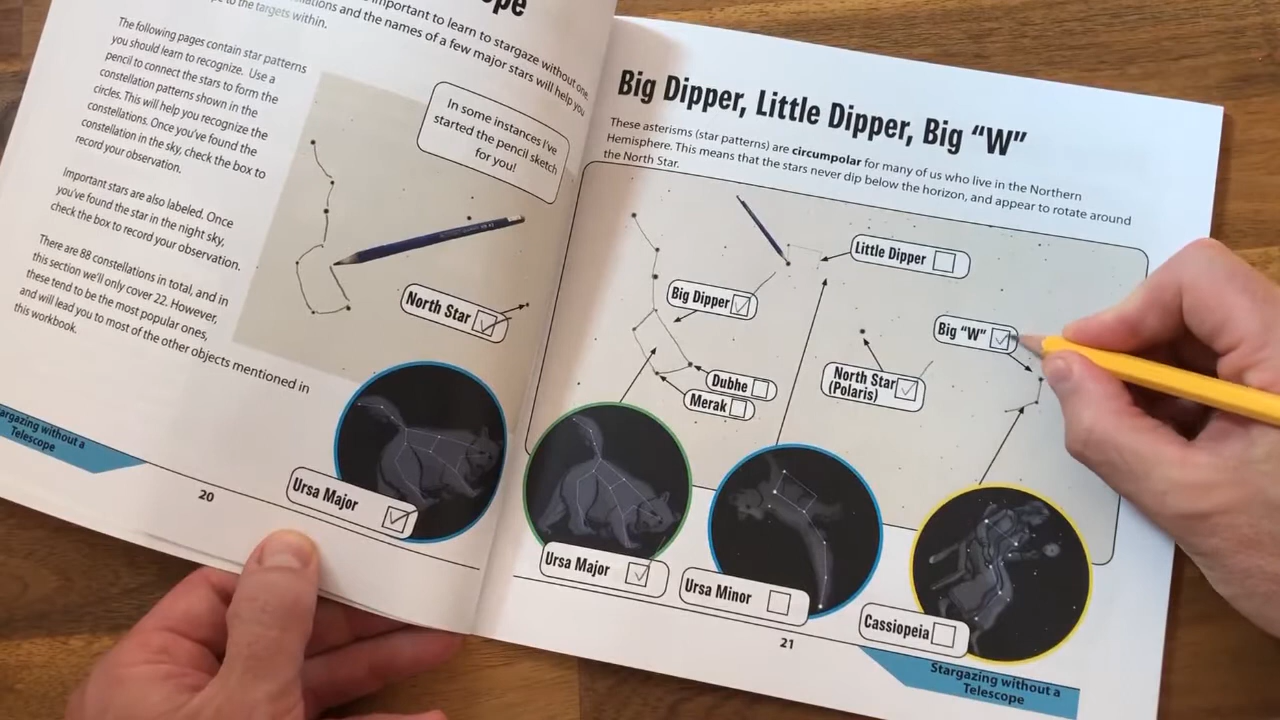 important to learn to stargaze without one.
and the names of a few major stars will help you
to the targets within.
The following pages contain star patterns
you should learn to recognize. Use a
pencil to connect the stars to form the
constellation patterns shown in the
circles. This will help you recognize the
constellations. Once you've found the
constellation in the sky, check the box to
record your observation.
Important stars are also labeled. Once
you've found the star in the night sky,
check the box to record your observation.
There are 88 constellations in total, and in
this section we'll only cover 22. However,
these tend to be the most popular ones,
and will lead you to most of the other objects mentioned in
this workbook.
In some instances I've
started the pencil sketch
for you!
North Star
Ursa Major
Stargazing without a
Telescope
20
Big Dipper, Little Dipper, Big "W"
These asterisms (star patterns) are circumpolar for many of us who live in the Northern
Hemisphere. This means that the stars never dip below the horizon, and appear to rotate around
the North Star.
Little Dipper
Big Dipper
Big "W"
Dubhe
Merak
North Star
(Polaris)
Ursa Major
Ursa Minor
Cassiopeia
21
Stargazing without a
Telescope